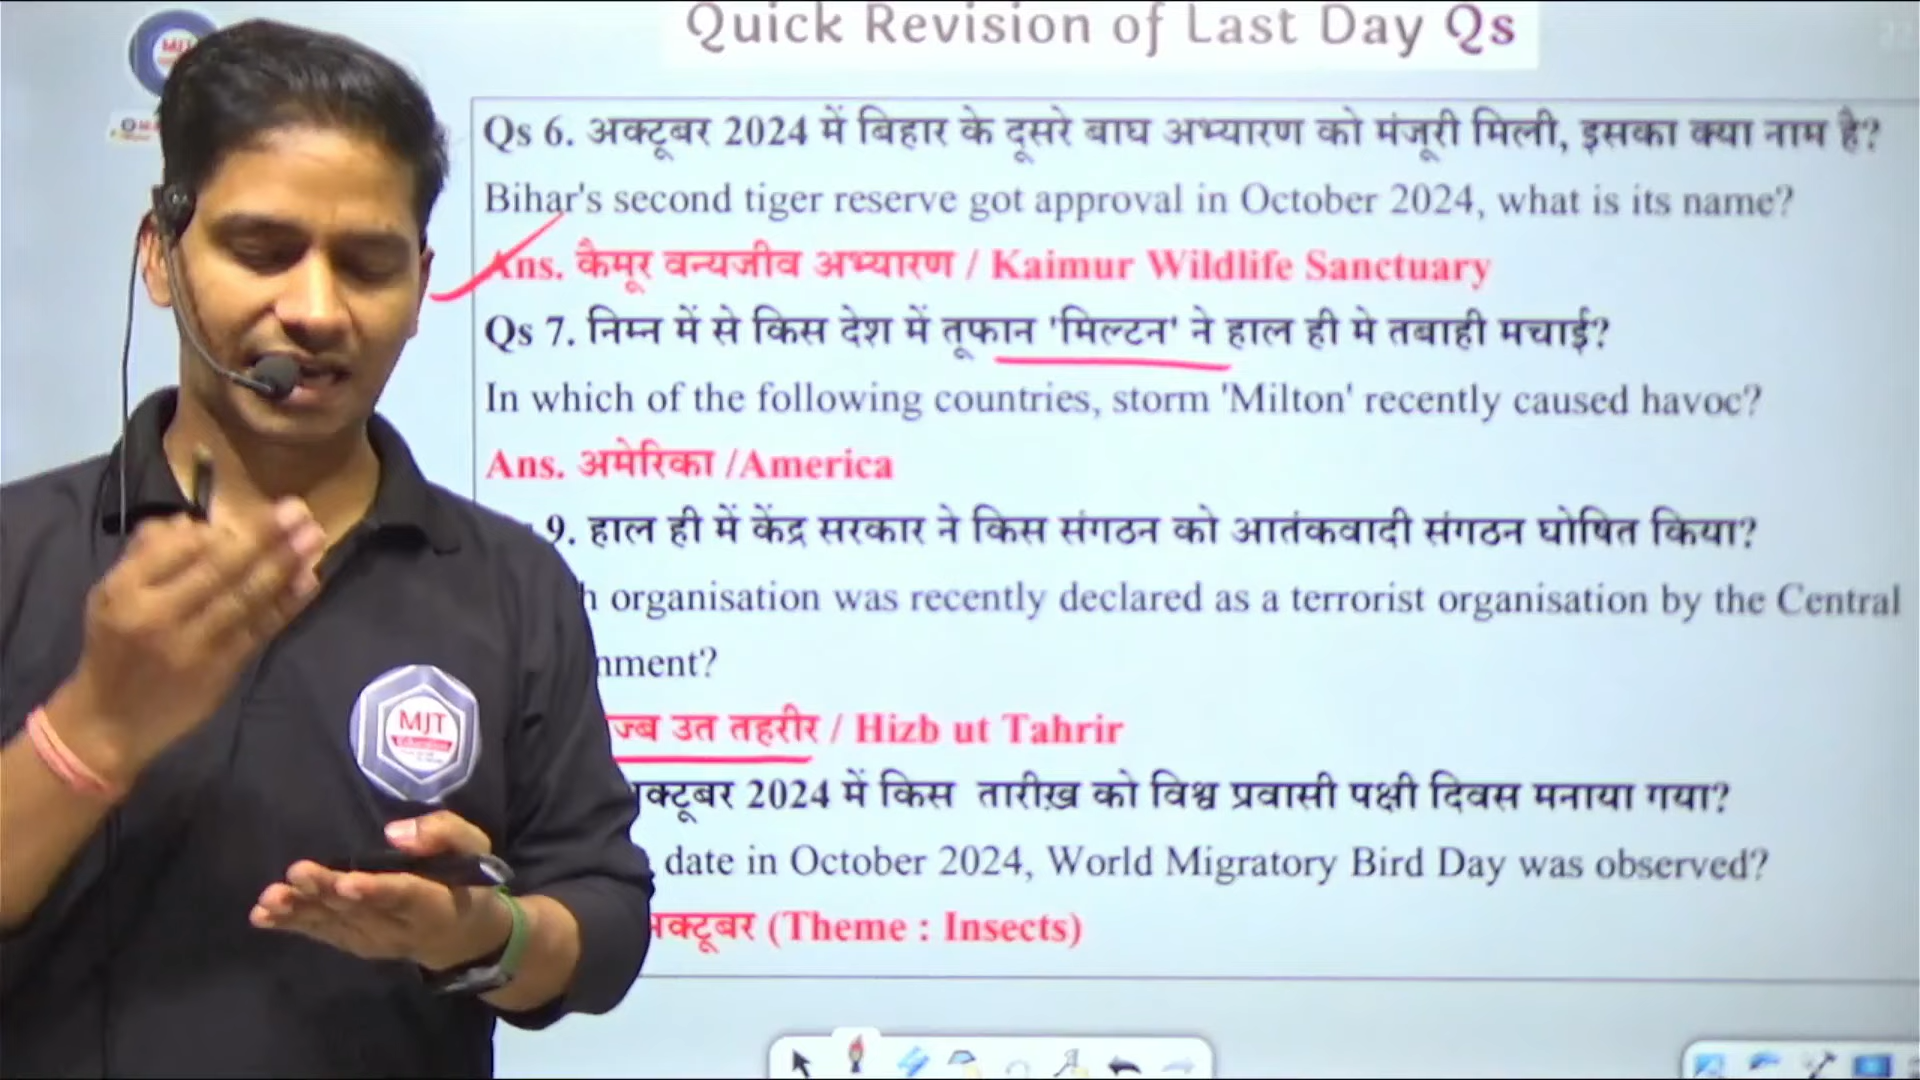 Quick Revision of Last Day Qs
Qs 6. अक्टूबर 2024 में बिहार के दूसरे बाघ अभ्यारण को मंजूरी मिली, इसका क्या नाम है?
Bihar's second tiger reserve got approval in October 2024, what is its name?
Ans. कैमूर वन्यजीव अभ्यारण / Kaimur Wildlife Sanctuary
Qs 7. निम्न में से किस देश में तूफान 'मिल्टन' ने हाल ही मे तबाही मचाई?
In which of the following countries, storm 'Milton' recently caused havoc?
Ans. अमेरिका /America
9. हाल ही में केंद्र सरकार ने किस संगठन को आतंकवादी संगठन घोषित किया?
organisation was recently declared as a terrorist organisation by the Central
nment?
ज्ब उत तहरीर / Hizb ut Tahrir
क्टूबर 2024 में किस तारीख़ को विश्व प्रवासी पक्षी दिवस मनाया गया?
date in October 2024, World Migratory Bird Day was observed?
क्टूबर (Theme : Insects)
MJT
Education